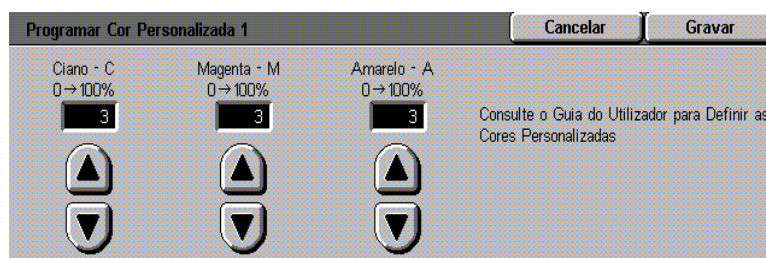 Programar Cor Personalizada 1
Cancelar
Gravar
Ciano - C
0→100%
3
Magenta - M
0→100%
3
Amarelo - A
0→100%
3
Consulte o Guia do Utilizador para Definir as
Cores Personalizadas